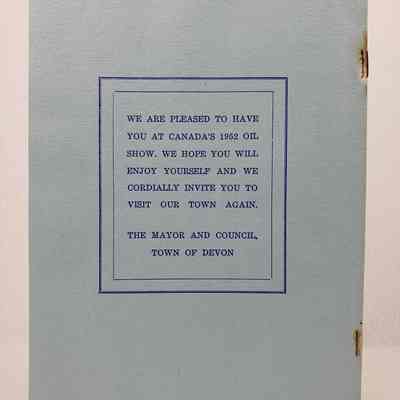 WE ARE PLEASED TO HAVE
YOU AT CANADA'S 1952 OIL
SHOW. WE HOPE YOU WILL
ENJOY YOURSELF AND WE
CORDIALLY INVITE YOU TO
VISIT OUR TOWN AGAIN.
THE MAYOR AND COUNCIL,
TOWN OF DEVON